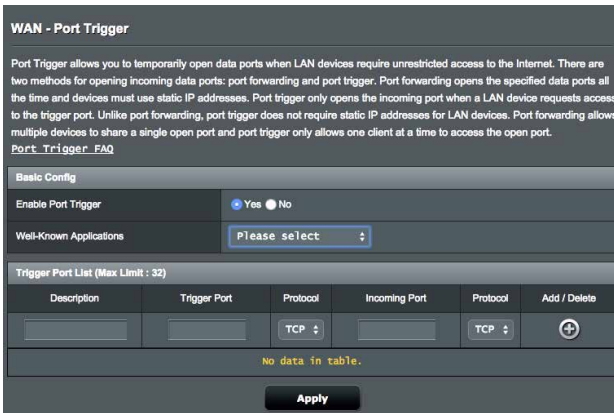 WAN - Port Trigger
Port Trigger allows you to temporarily open data ports when LAN devices require unrestricted access to the Internet. There are
two methods for opening incoming data ports: port forwarding and port trigger. Port forwarding opens the specified data ports all
the time and devices must use static IP addresses. Port trigger only opens the incoming port when a LAN device requests access
to the trigger port. Unlike port forwarding, port trigger does not require static IP addresses for LAN devices. Port forwarding allows
multiple devices to share a single open port and port trigger only allows one client at a time to access the open port.
Port Trigger FAQ
Basic Config
Enable Port Trigger Yes No
Well-Known Applications Please select
Trigger Port List (Max Limit : 32)
Description Trigger Port Protocol Incoming Port Protocol Add / Delete
TCP TCP
No data in table.
Apply